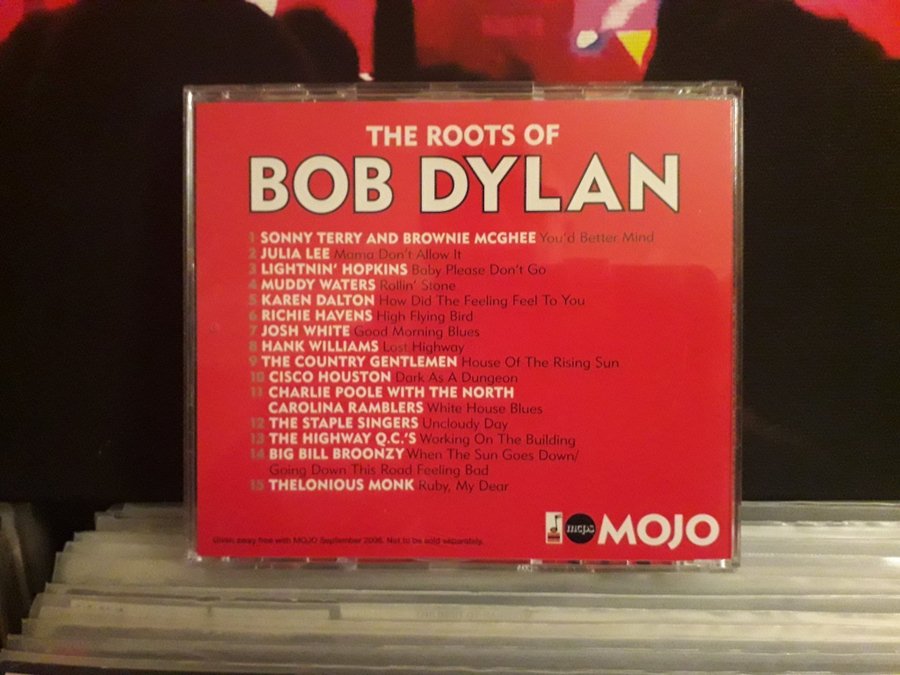 THE ROOTS OF
BOB DYLAN
1 SONNY TERRY AND BROWNIE MCGHEE You'd Better Mind
2 JULIA LEE Mama Don't Allow It
3 LIGHTNIN' HOPKINS Baby Please Don't Go
4 MUDDY WATERS Rollin' Stone
5 KAREN DALTON How Did The Feeling Feel To You
6 RICHIE HAVENS High Flying Bird
7 JOSH WHITE Good Morning Blues
8 HANK WILLIAMS Lost Highway
9 THE COUNTRY GENTLEMEN House Of The Rising Sun
10 CISCO HOUSTON Dark As A Dungeon
11 CHARLIE POOLE WITH THE NORTH
CAROLINA RAMBLERS White House Blues
12 THE STAPLE SINGERS Uncloudy Day
13 THE HIGHWAY Q.C.'S Working On The Building
14 BIG BILL BROONZY When The Sun Goes Down/
Going Down This Road Feeling Bad
15 THELONIOUS MONK Ruby, My Dear
Given away free with MOJO September 2006. Not to be sold separately.
mcps MOJO